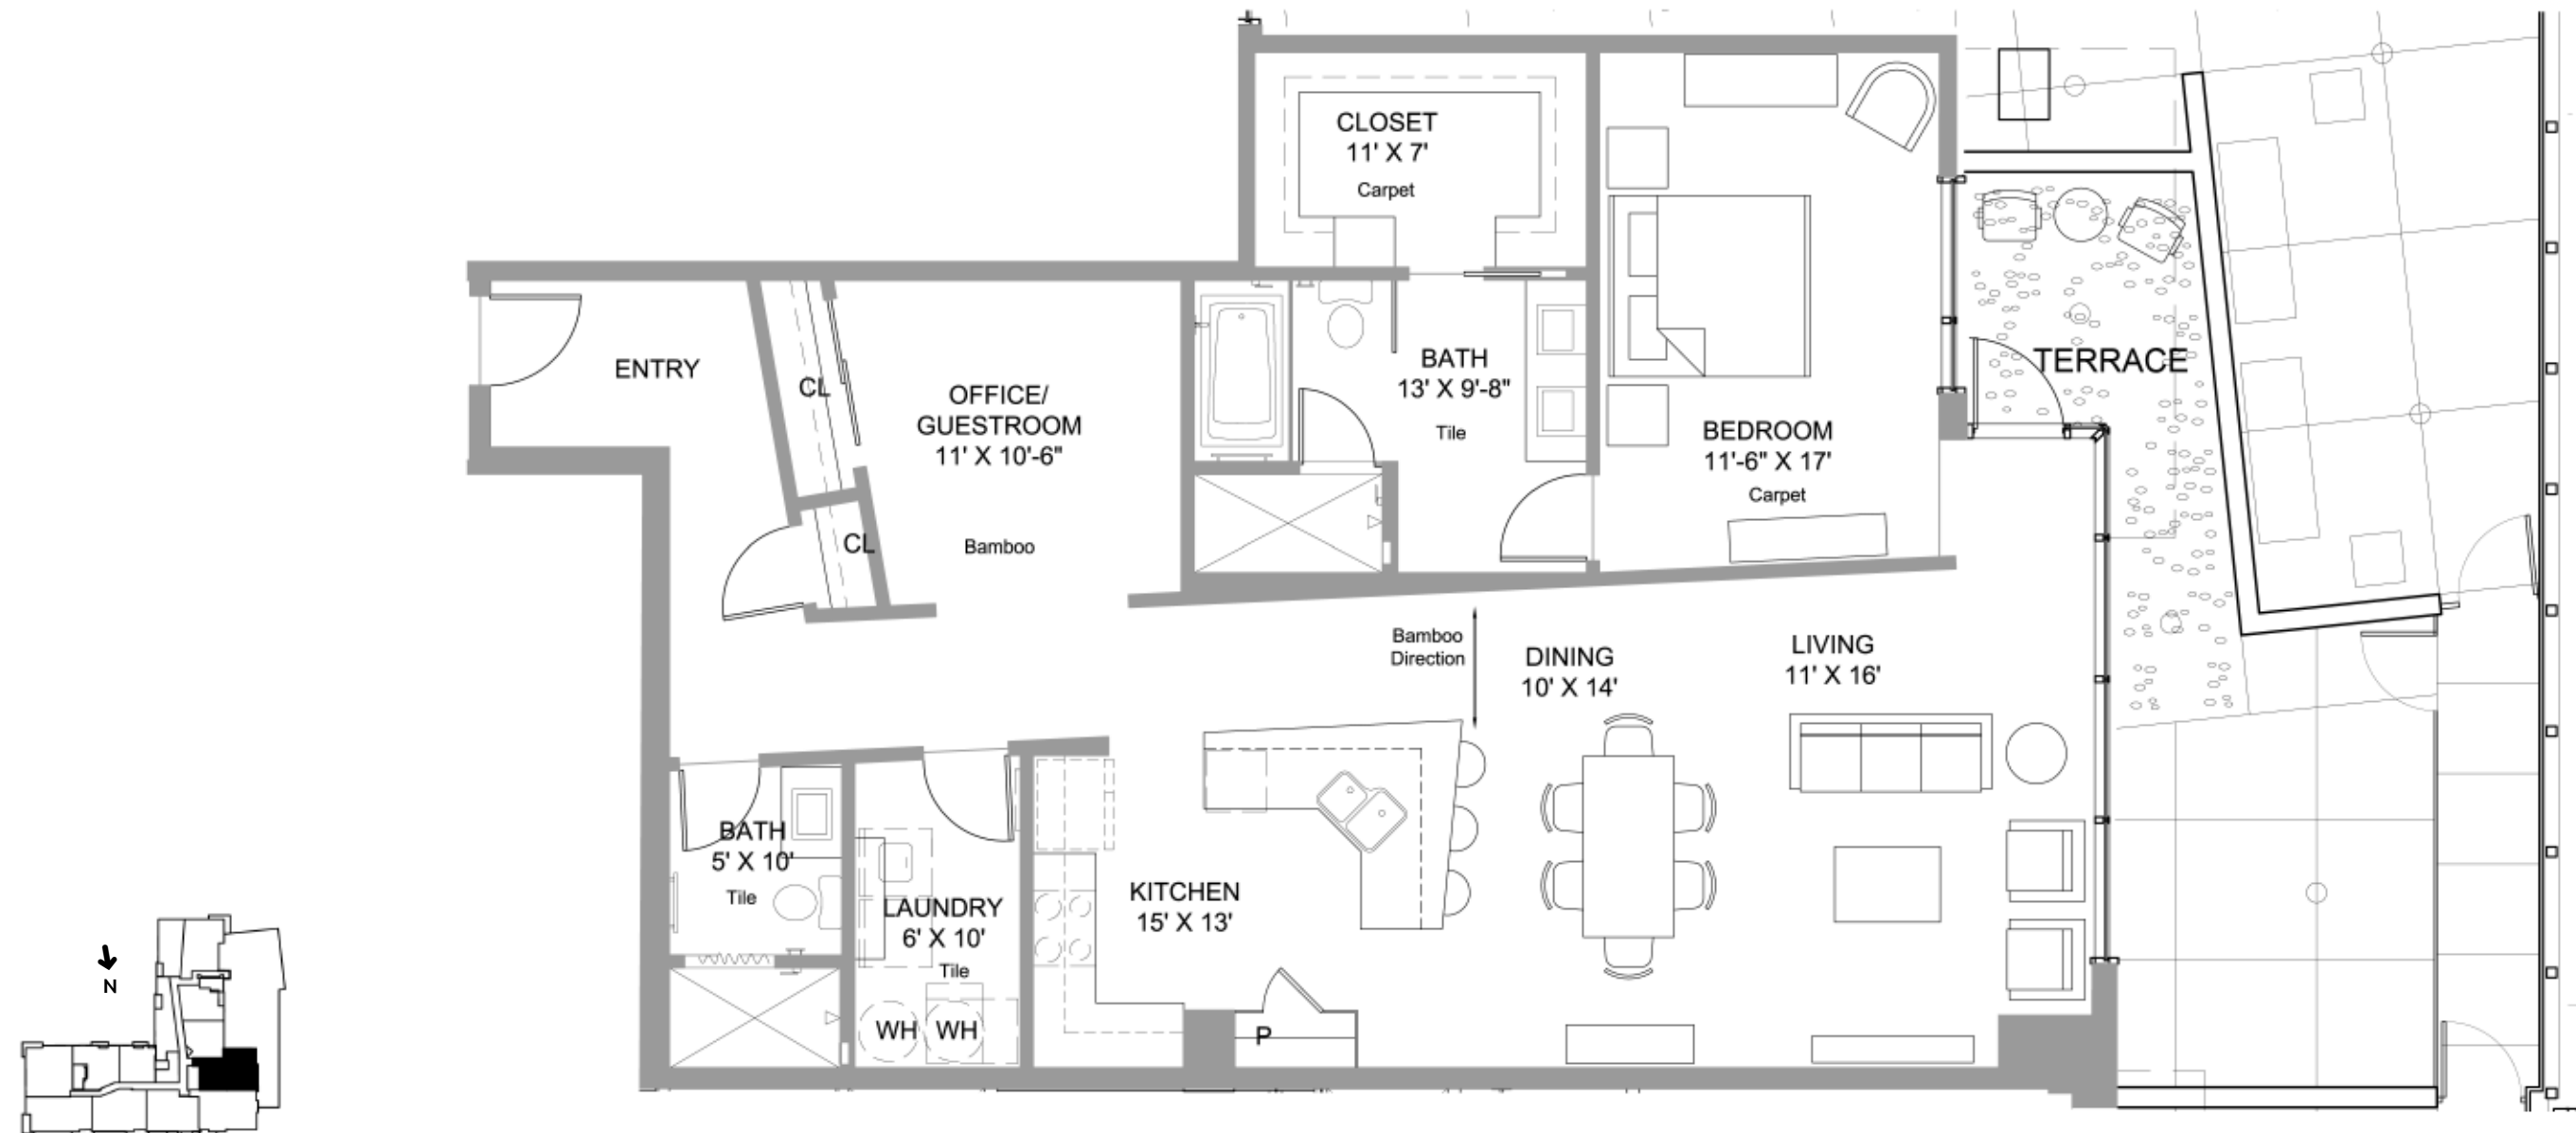 CLOSET
11' X 7'
Carpet
ENTRY
CL
OFFICE/
GUESTROOM
11' X 10'-6"
Bamboo
CL
BATH
13' X 9'-8"
Tile
BEDROOM
11'-6" X 17'
Carpet
TERRACE
Bamboo
Direction
DINING
10' X 14'
LIVING
11' X 16'
BATH
5' X 10'
Tile
LAUNDRY
6' X 10'
Tile
WH
WH
KITCHEN
15' X 13'
P
N